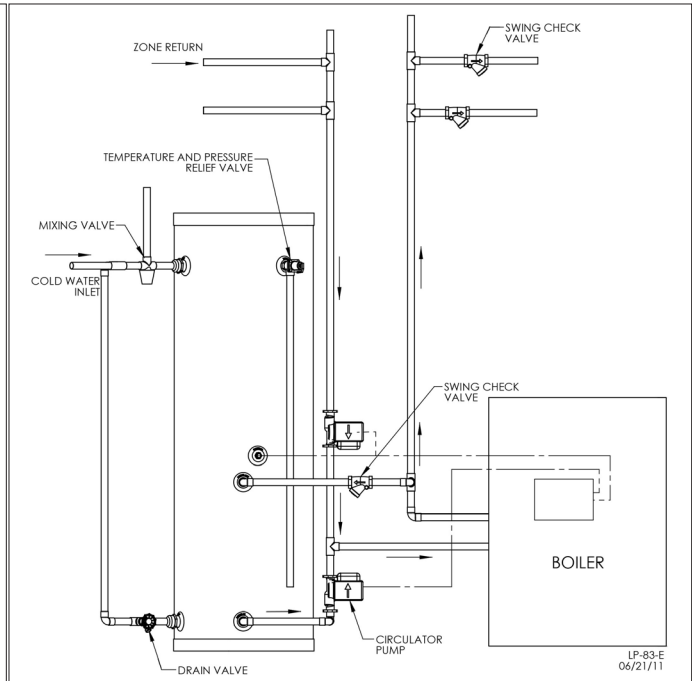 SWING CHECK
VALVE
ZONE RETURN
TEMPERATURE AND PRESSURE
RELIEF VALVE
MIXING VALVE
COLD WATER
INLET
SWING CHECK
VALVE
BOILER
CIRCULATOR
PUMP
DRAIN VALVE
LP-83-E
06/21/11